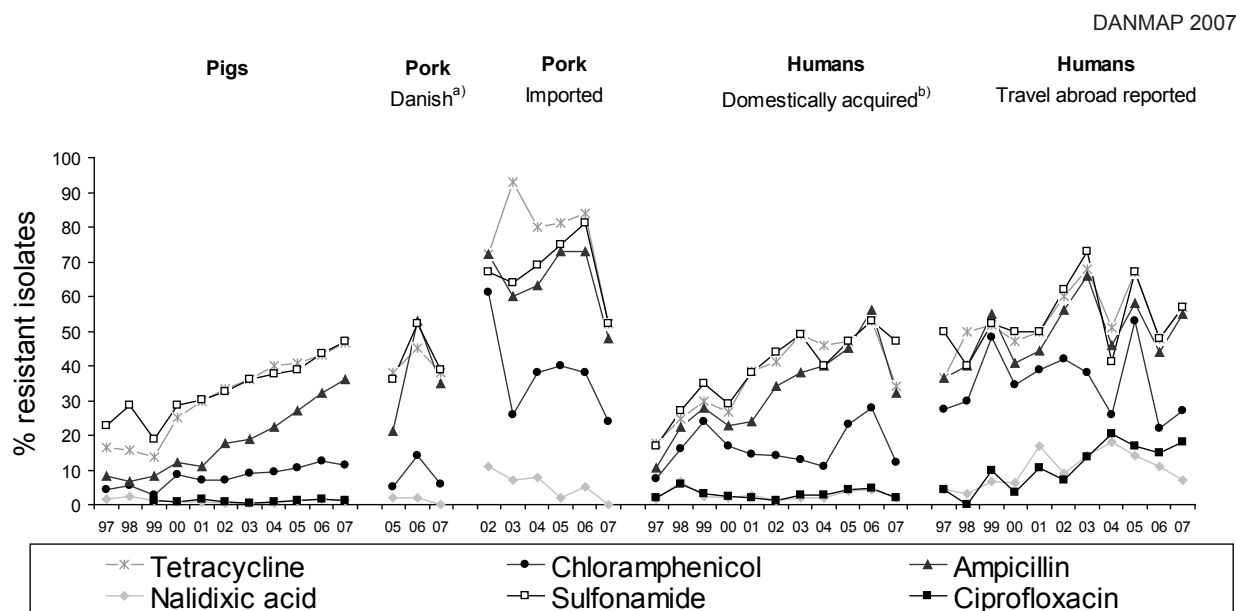 DANMAP 2007
Pigs
Pork
Danish a)
Pork
Imported
Humans
Domestically acquired b)
Humans
Travel abroad reported
% resistant isolates
100
90
80
70
60
50
40
30
20
10
0
97 98 99 00 01 02 03 04 05 06 07 05 06 07 02 03 04 05 06 07 97 98 99 00 01 02 03 04 05 06 07 97 98 99 00 01 02 03 04 05 06 07
Tetracycline Chloramphenicol Ampicillin
Nalidixic acid Sulfonamide Ciprofloxacin